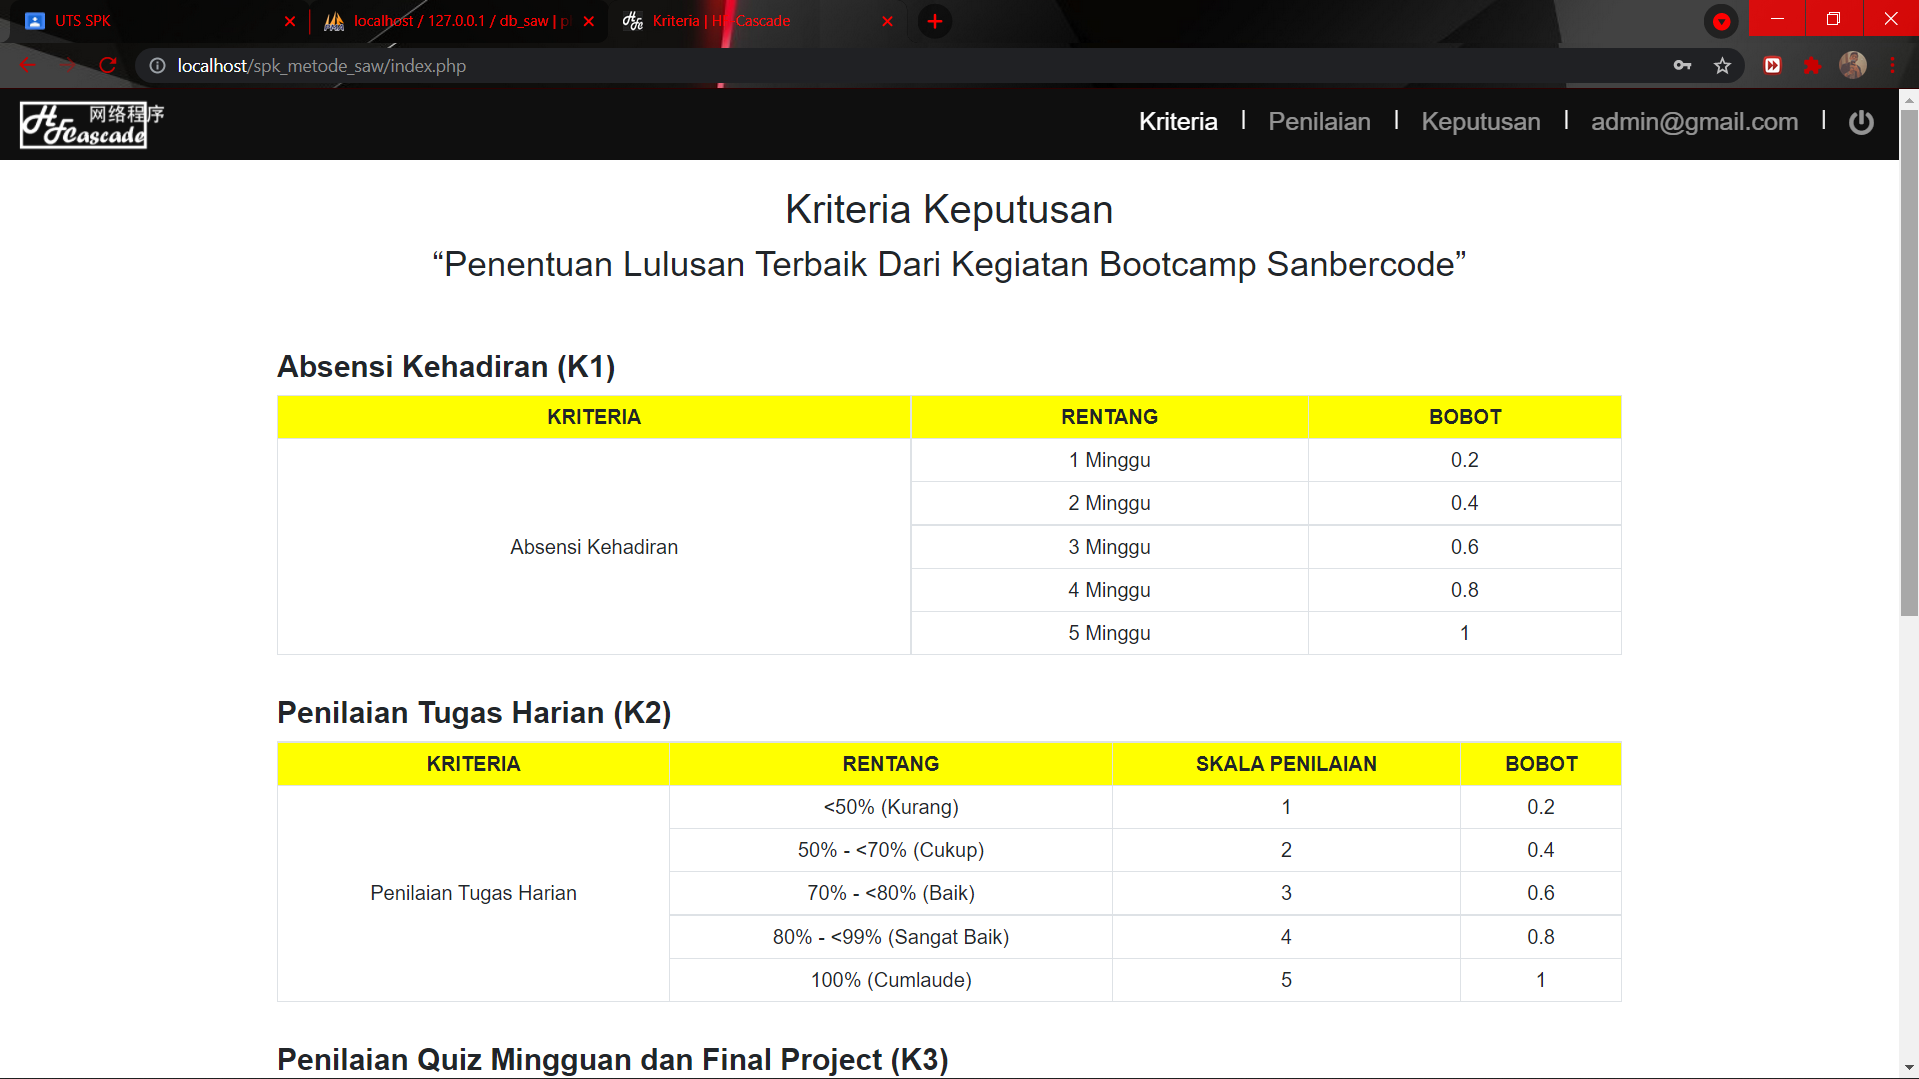 UTS SPK
localhost / 127.0.0.1 / db_saw | p
Kriteria | H Cascade
localhost/spk_metode_saw/index.php
网络程序
HFCascade
Kriteria | Penilaian | Keputusan | admin@gmail.com |
Kriteria Keputusan
“Penentuan Lulusan Terbaik Dari Kegiatan Bootcamp Sanbercode”
Absensi Kehadiran (K1)
KRITERIA RENTANG BOBOT
1 Minggu 0.2
2 Minggu 0.4
Absensi Kehadiran 3 Minggu 0.6
4 Minggu 0.8
5 Minggu 1
Penilaian Tugas Harian (K2)
KRITERIA RENTANG SKALA PENILAIAN BOBOT
<50% (Kurang) 1 0.2
50% - <70% (Cukup) 2 0.4
Penilaian Tugas Harian 70% - <80% (Baik) 3 0.6
80% - <99% (Sangat Baik) 4 0.8
100% (Cumlaude) 5 1
Penilaian Quiz Mingguan dan Final Project (K3)